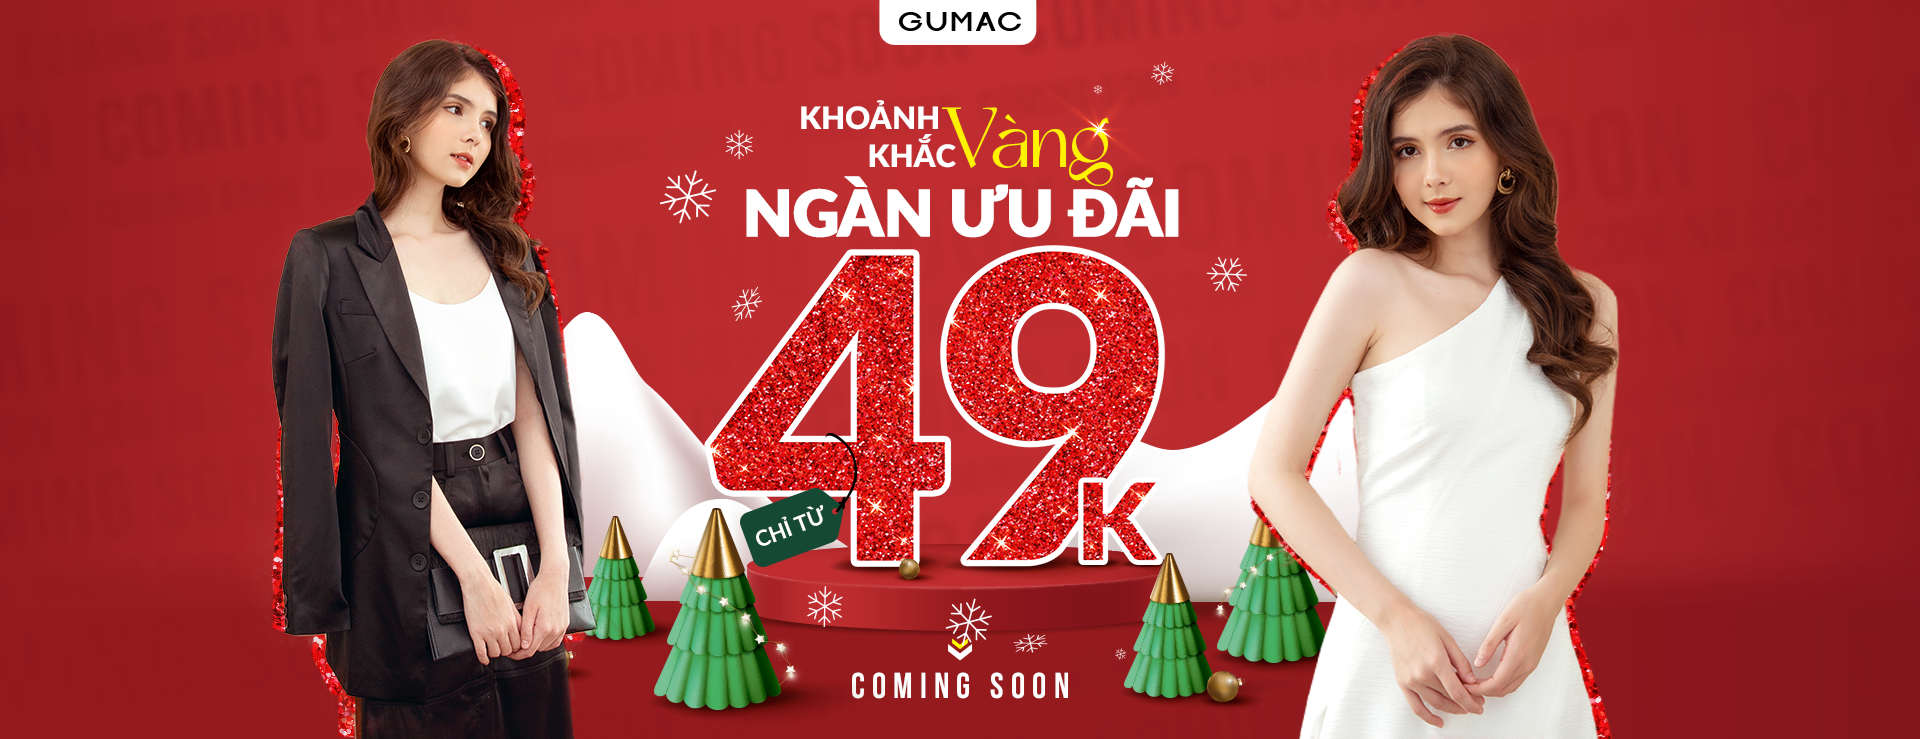 GUMAC
KHOẢNH
KHẮC Vàng
NGÀN ƯU ĐÃI
CHỈ TỪ
49K
COMING SOON